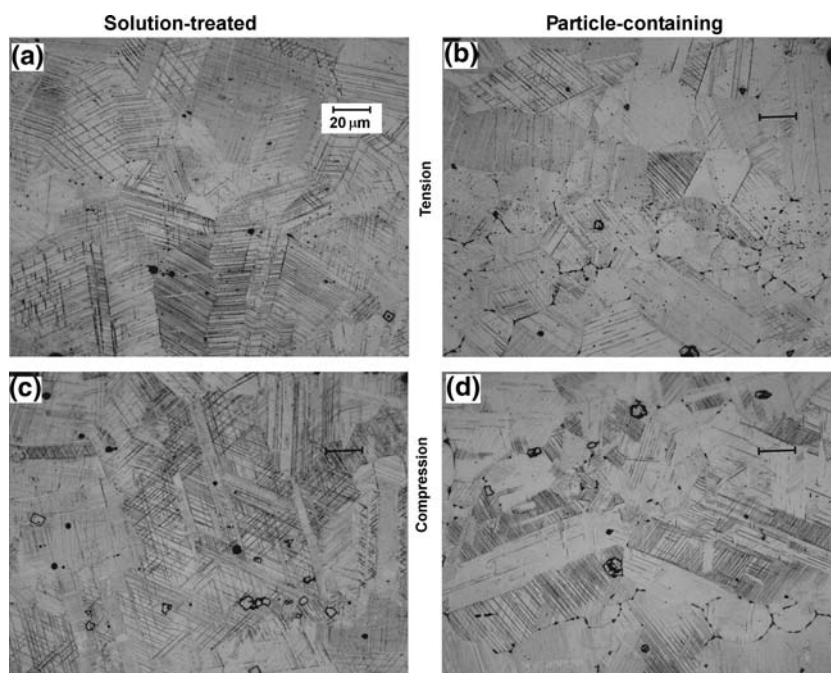 Solution-treated
Particle-containing
(a)
20 μm
(b)
Tension
(c)
(d)
Compression